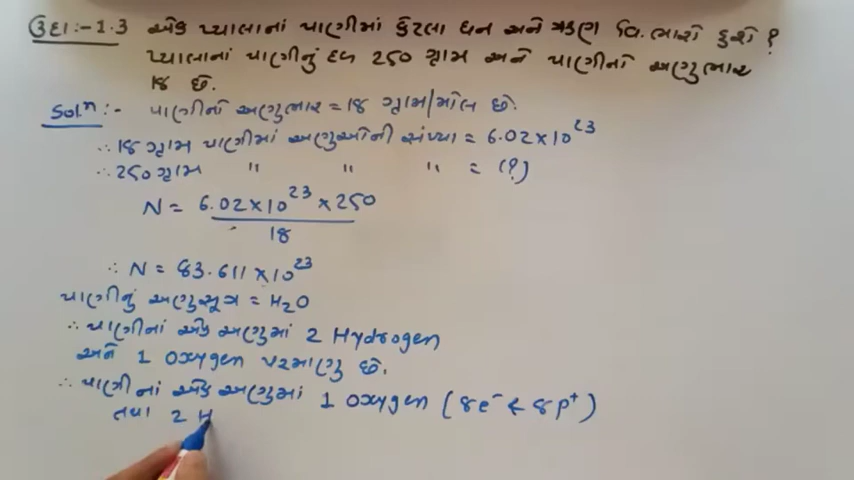 ઉદા:-1.3 એક પ્યાલાનાં પાણીમાં કેટલા ધન અને ઋણ વિ.ભારો હશે ?
પ્યાલાનાં પાણીનું દળ 250 ગ્રામ અને પાણીનો અણુભાર
18 છે.
Solⁿ:- પાણીનો અણુભાર = 18 ગ્રામ/મોલ છે.
∴ 18 ગ્રામ પાણીમાં અણુઓની સંખ્યા = 6.02×10²³
∴ 250 ગ્રામ " " " = (?)
N = 6.02×10²³×250
18
∴ N = 83.611×10²³
પાણીનું અણુસૂત્ર = H₂O
∴ પાણીનાં એક અણુમાં 2 Hydrogen
અને 1 Oxygen પરમાણુ છે.
∴ પાણીનાં એક અણુમાં 1 Oxygen (8e⁻ & 8p⁺)
તથા 2 H